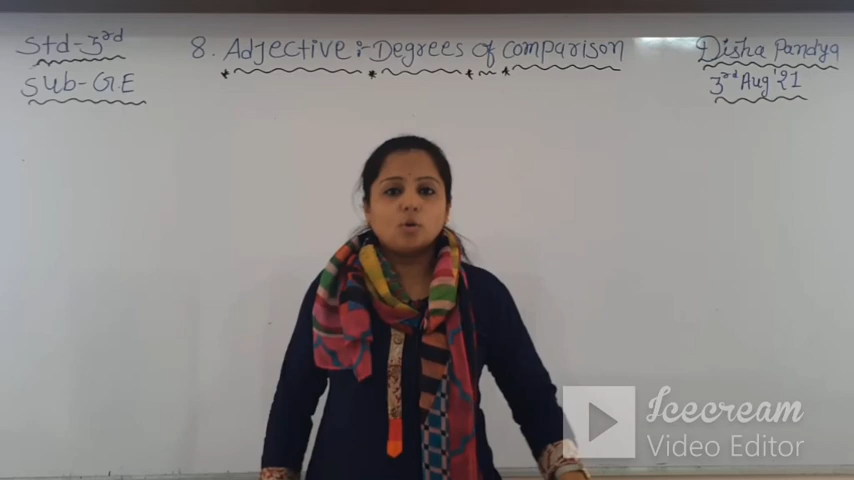 Std-3rd
8. Adjective :- Degrees of comparison
Disha Pandya
Sub-G.E
3rd Aug'21
Icecream
Video Editor